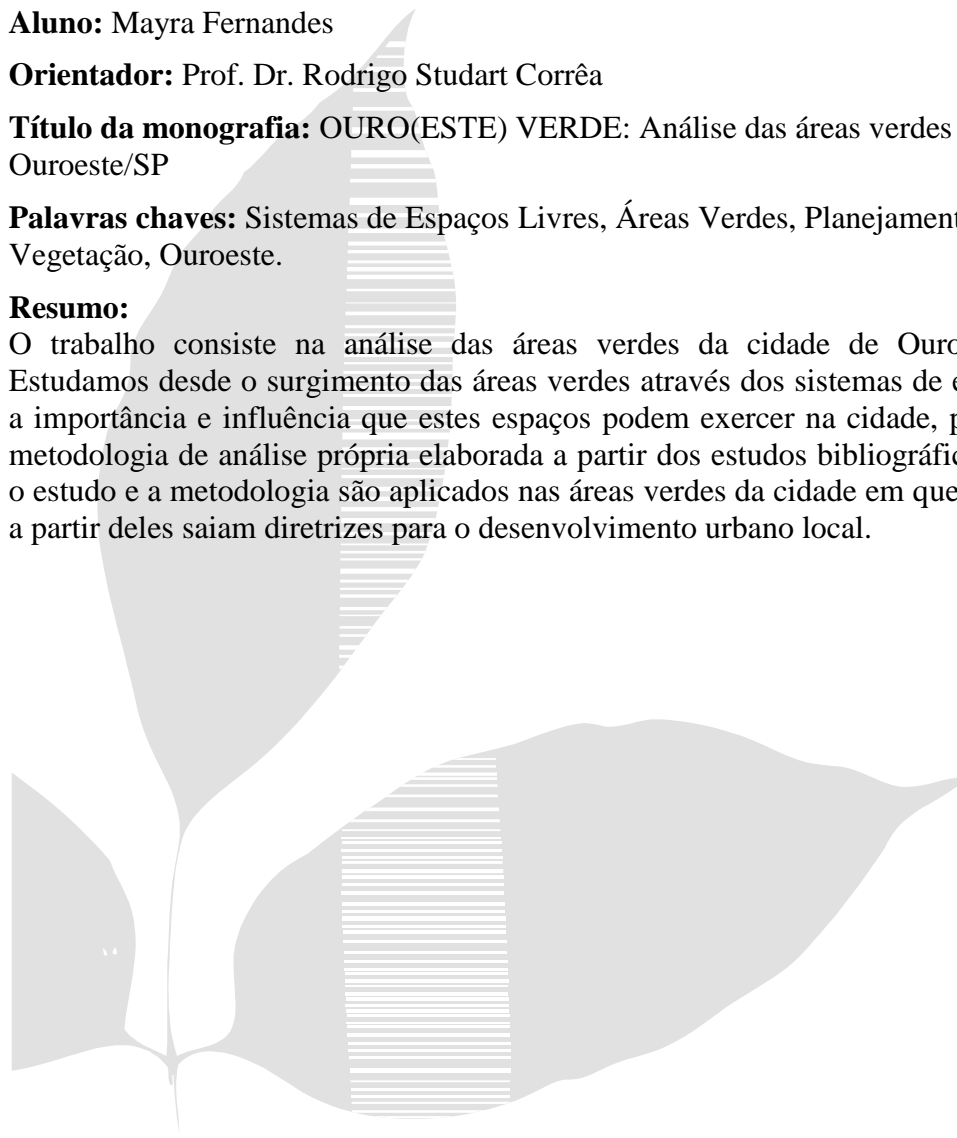 Aluno: Mayra Fernandes
Orientador: Prof. Dr. Rodrigo Studart Corrêa
Título da monografia: OURO(ESTE) VERDE: Análise das áreas verdes
Ouroeste/SP
Palavras chaves: Sistemas de Espaços Livres, Áreas Verdes,
Vegetação, Ouroeste.
Resumo:
O trabalho consiste na análise das áreas verdes da cidade de
Estudamos desde o surgimento das áreas verdes através dos sistemas de
a importância e influência que estes espaços podem exercer na cidade,
metodologia de análise própria elaborada a partir dos estudos
o estudo e a metodologia são aplicados nas áreas verdes da cidade em que
a partir deles saiam diretrizes para o desenvolvimento urbano local.